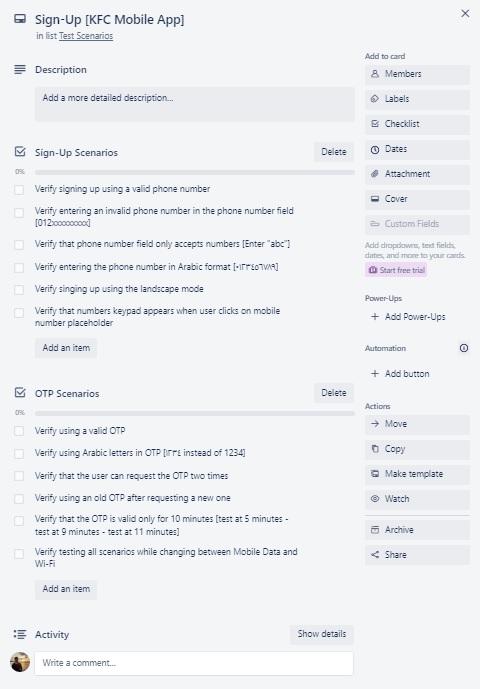 Sign-Up [KFC Mobile App]
in list Test Scenarios
Description
Add a more detailed description...
Sign-Up Scenarios
Delete
0%
Verify signing up using a valid phone number
Verify entering an invalid phone number in the phone number field
[012xxxxxxxxx]
Verify that phone number field only accepts numbers [Enter "abc"]
Verify entering the phone number in Arabic format [٠١٢٣٤٥٦٧٨٩]
Verify singing up using the landscape mode
Verify that numbers keypad appears when user clicks on mobile
number placeholder
Add an item
OTP Scenarios
Delete
0%
Verify using a valid OTP
Verify using Arabic letters in OTP [١٢٣٤ instead of 1234]
Verify that the user can request the OTP two times
Verify using an old OTP after requesting a new one
Verify that the OTP is valid only for 10 minutes [test at 5 minutes -
test at 9 minutes - test at 11 minutes]
Verify testing all scenarios while changing between Mobile Data and
Wi-Fi
Add an item
Activity
Show details
Write a comment...
Add to card
Members
Labels
Checklist
Dates
Attachment
Cover
Custom Fields
Add dropdowns, text fields,
dates, and more to your cards.
Start free trial
Power-Ups
+ Add Power-Ups
Automation
+ Add button
Actions
Move
Copy
Make template
Watch
Archive
Share